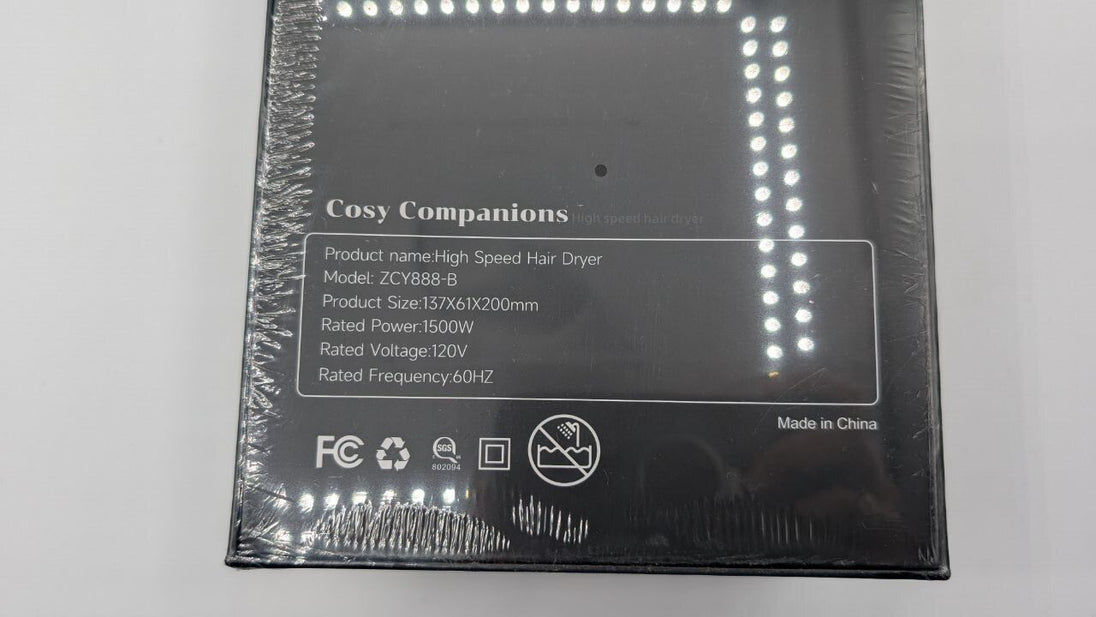 Cosy Companions High speed hair dryer
Product name:High Speed Hair Dryer
Model: ZCY888-B
Product Size:137X61X200mm
Rated Power:1500W
Rated Voltage:120V
Rated Frequency:60HZ
Made in China
FC
SGS
802094